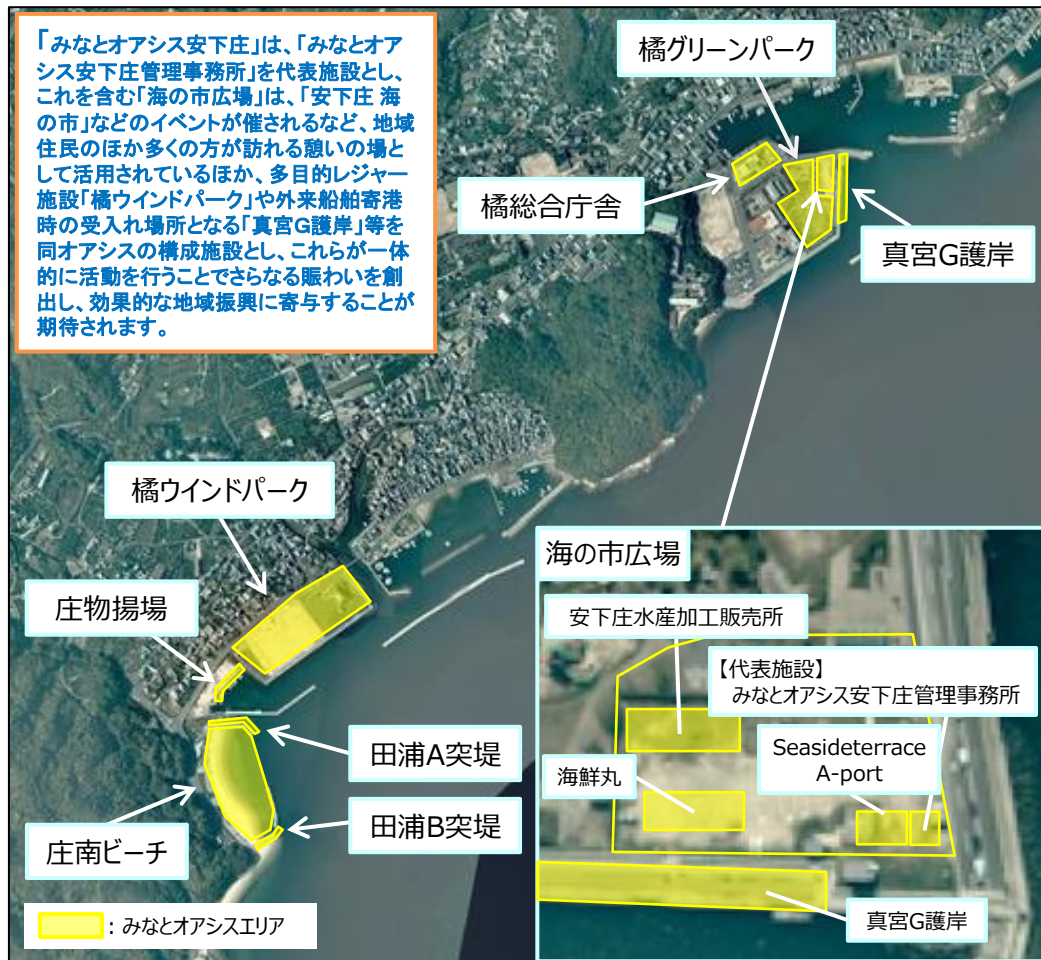 「みなとオアシス安下庄」は、「みなとオア
シス安下庄管理事務所」を代表施設とし、
これを含む「海の市広場」は、「安下庄 海
の市」などのイベントが催されるなど、地域
住民のほか多くの方が訪れる憩いの場と
して活用されているほか、多目的レジャー
施設「橘ウインドパーク」や外来船舶寄港
時の受入れ場所となる「真宮G護岸」等を
同オアシスの構成施設とし、これらが一体
的に活動を行うことでさらなる賑わいを創
出し、効果的な地域振興に寄与することが
期待されます。
橘グリーンパーク
橘総合庁舎
真宮G護岸
橘ウインドパーク
庄物揚場
田浦A突堤
田浦B突堤
庄南ビーチ
：みなとオアシスエリア
海の市広場
安下庄水産加工販売所
【代表施設】
みなとオアシス安下庄管理事務所
Seasideterrace
A-port
海鮮丸
真宮G護岸